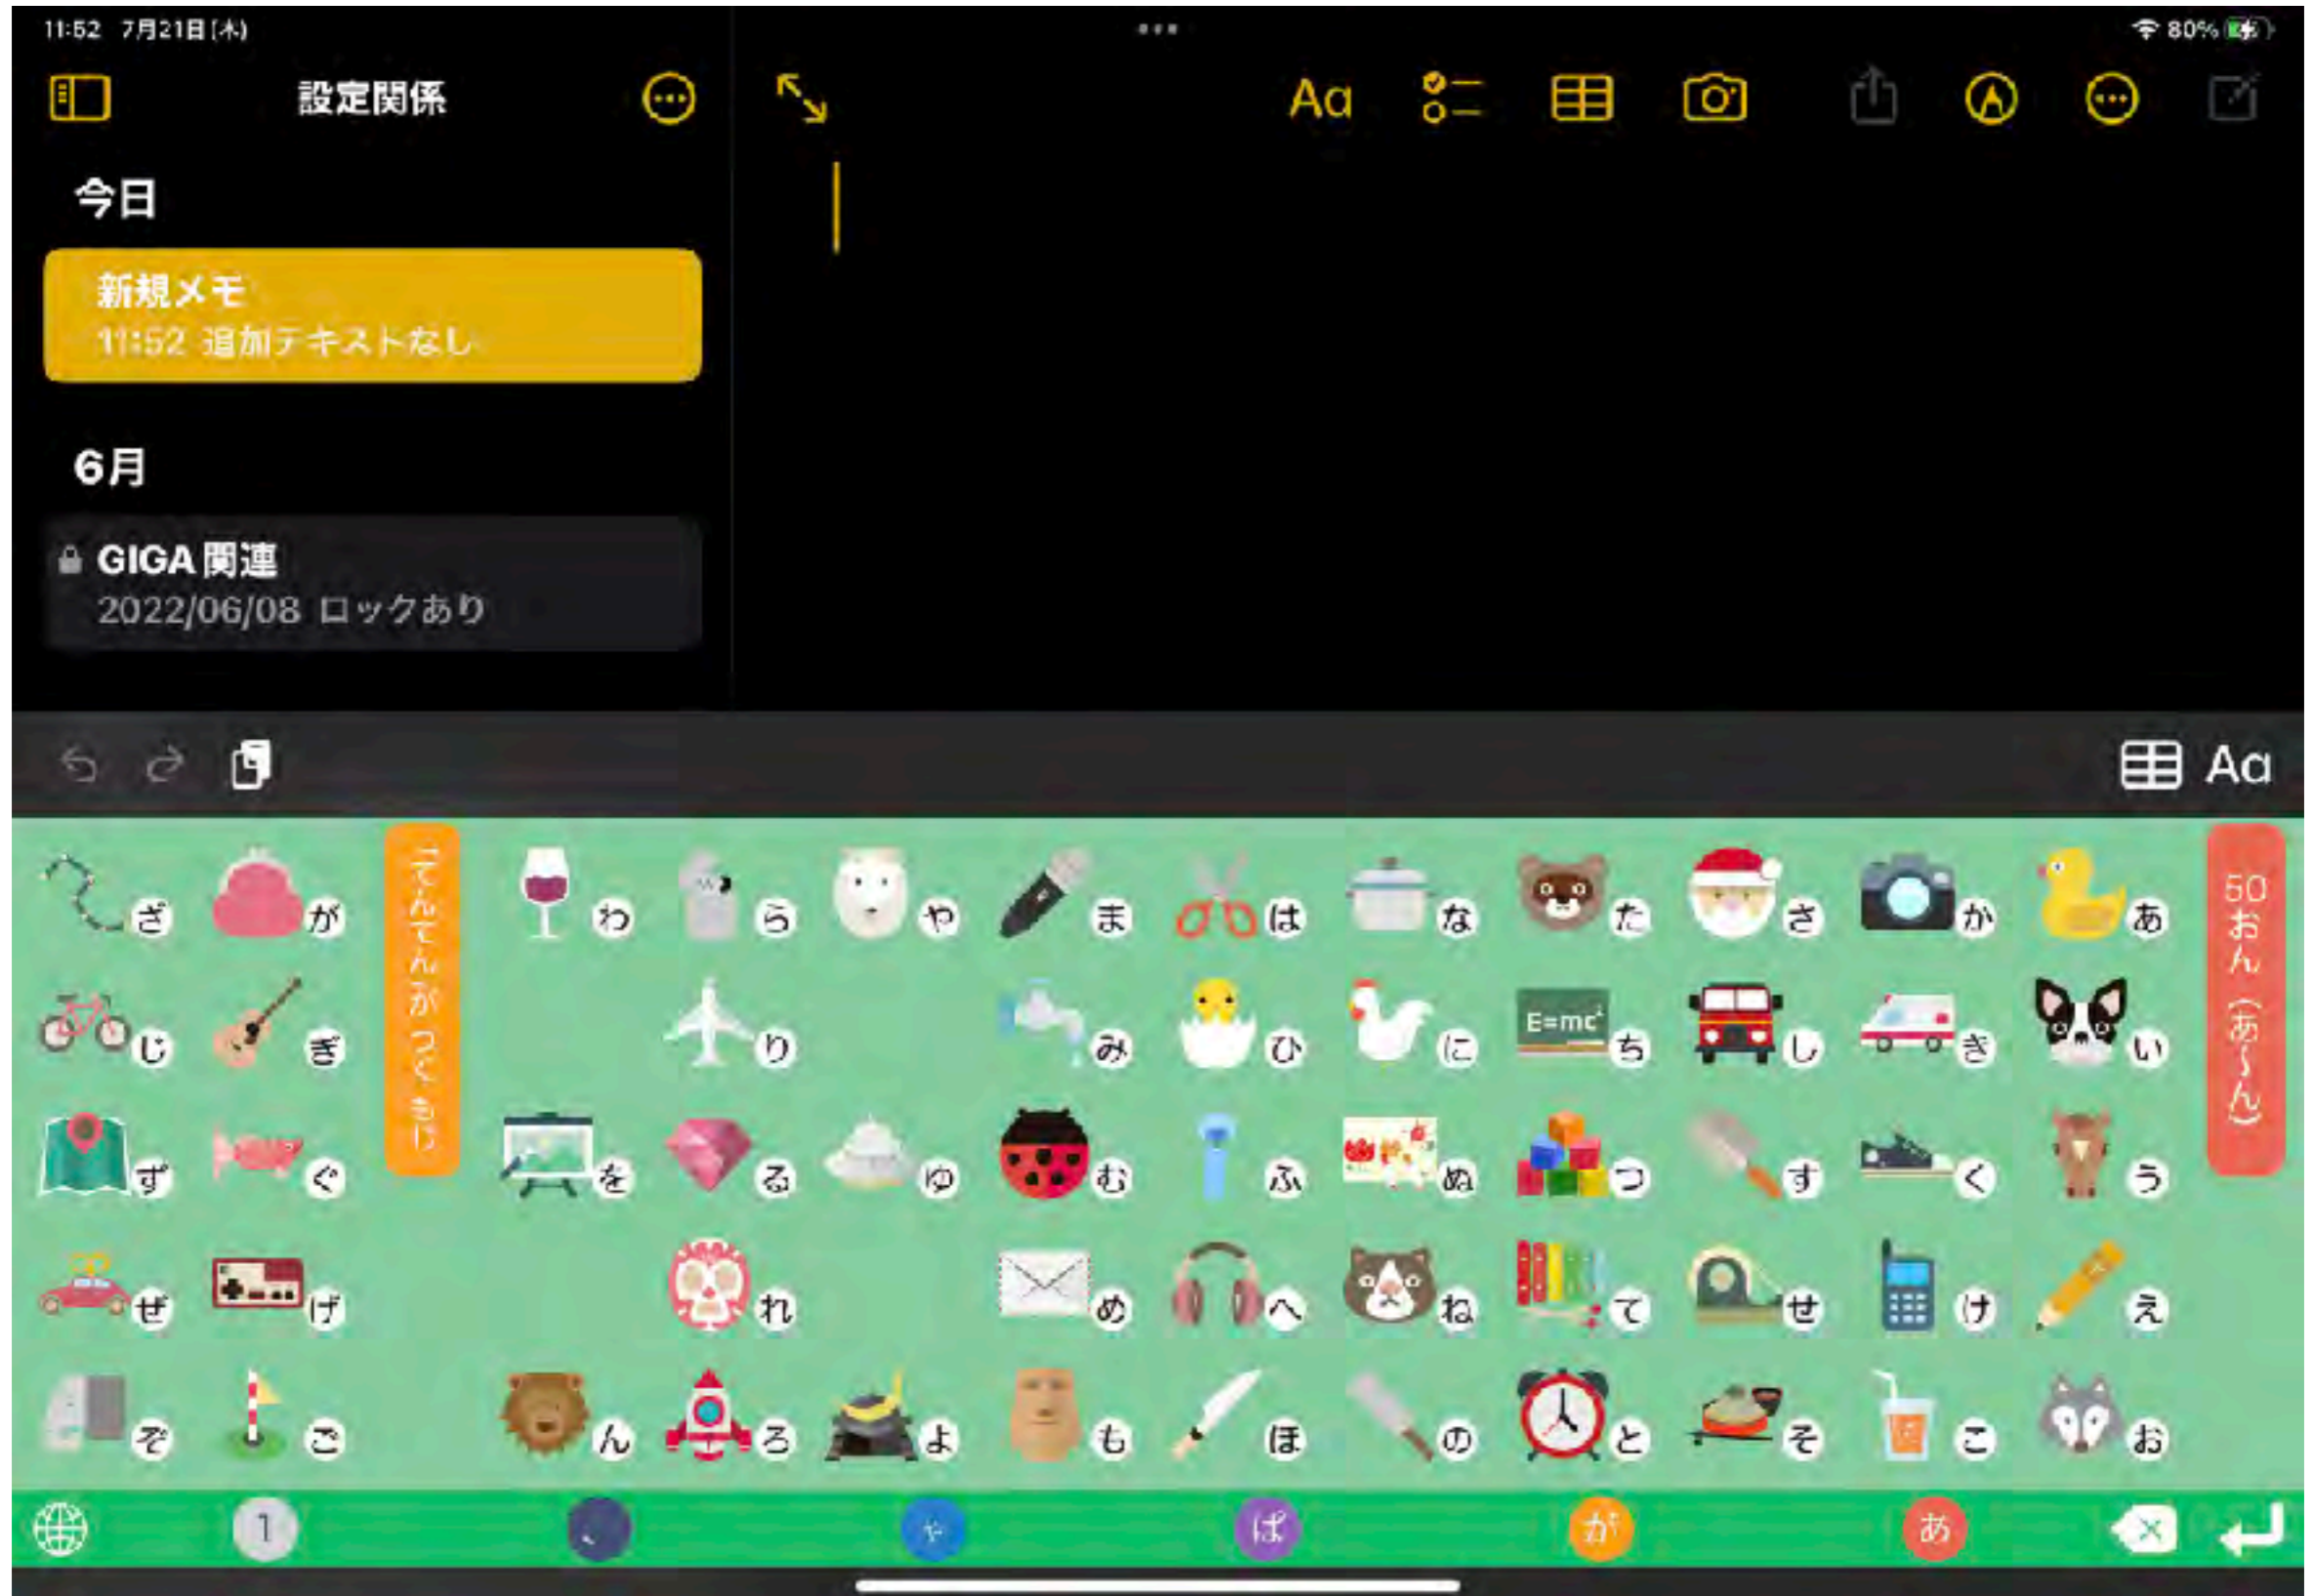 11:52 7月21日(木)
80%
設定関係
Aa
今日
新規メモ
11:52 追加テキストなし
6月
GIGA 関連
2022/06/08 ロックあり
Aa
50おん（あ〜ん）
あ
い
う
え
お
か
き
く
け
こ
さ
し
す
せ
そ
た
ち
E=mc²
つ
て
と
な
に
ぬ
ね
の
は
ひ
ふ
へ
ほ
ま
み
む
め
も
や
ゆ
よ
ら
り
る
れ
ろ
わ
を
ん
てんてんがつくもじ
が
ぎ
ぐ
げ
ご
ざ
じ
ず
ぜ
ぞ
1
、
ゃ
ぱ
が
あ